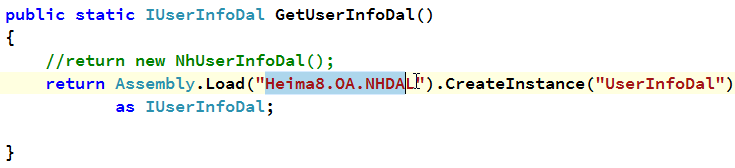 public static IUserInfoDal GetUserInfoDal()
{
//return new NhUserInfoDal();
return Assembly.Load("Heima8.OA.NHDAL").CreateInstance("UserInfoDal")
as IUserInfoDal;
}